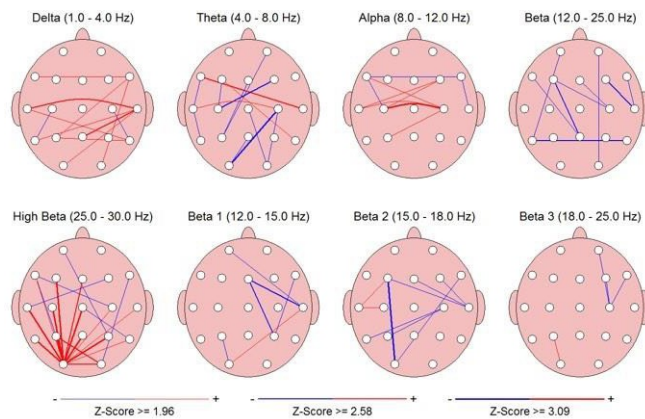 Delta (1.0 - 4.0 Hz)
Theta (4.0 - 8.0 Hz)
Alpha (8.0 - 12.0 Hz)
Beta (12.0 - 25.0 Hz)
High Beta (25.0 - 30.0 Hz)
Beta 1 (12.0 - 15.0 Hz)
Beta 2 (15.0 - 18.0 Hz)
Beta 3 (18.0 - 25.0 Hz)
- +
Z-Score >= 1.96
- +
Z-Score >= 2.58
- +
Z-Score >= 3.09